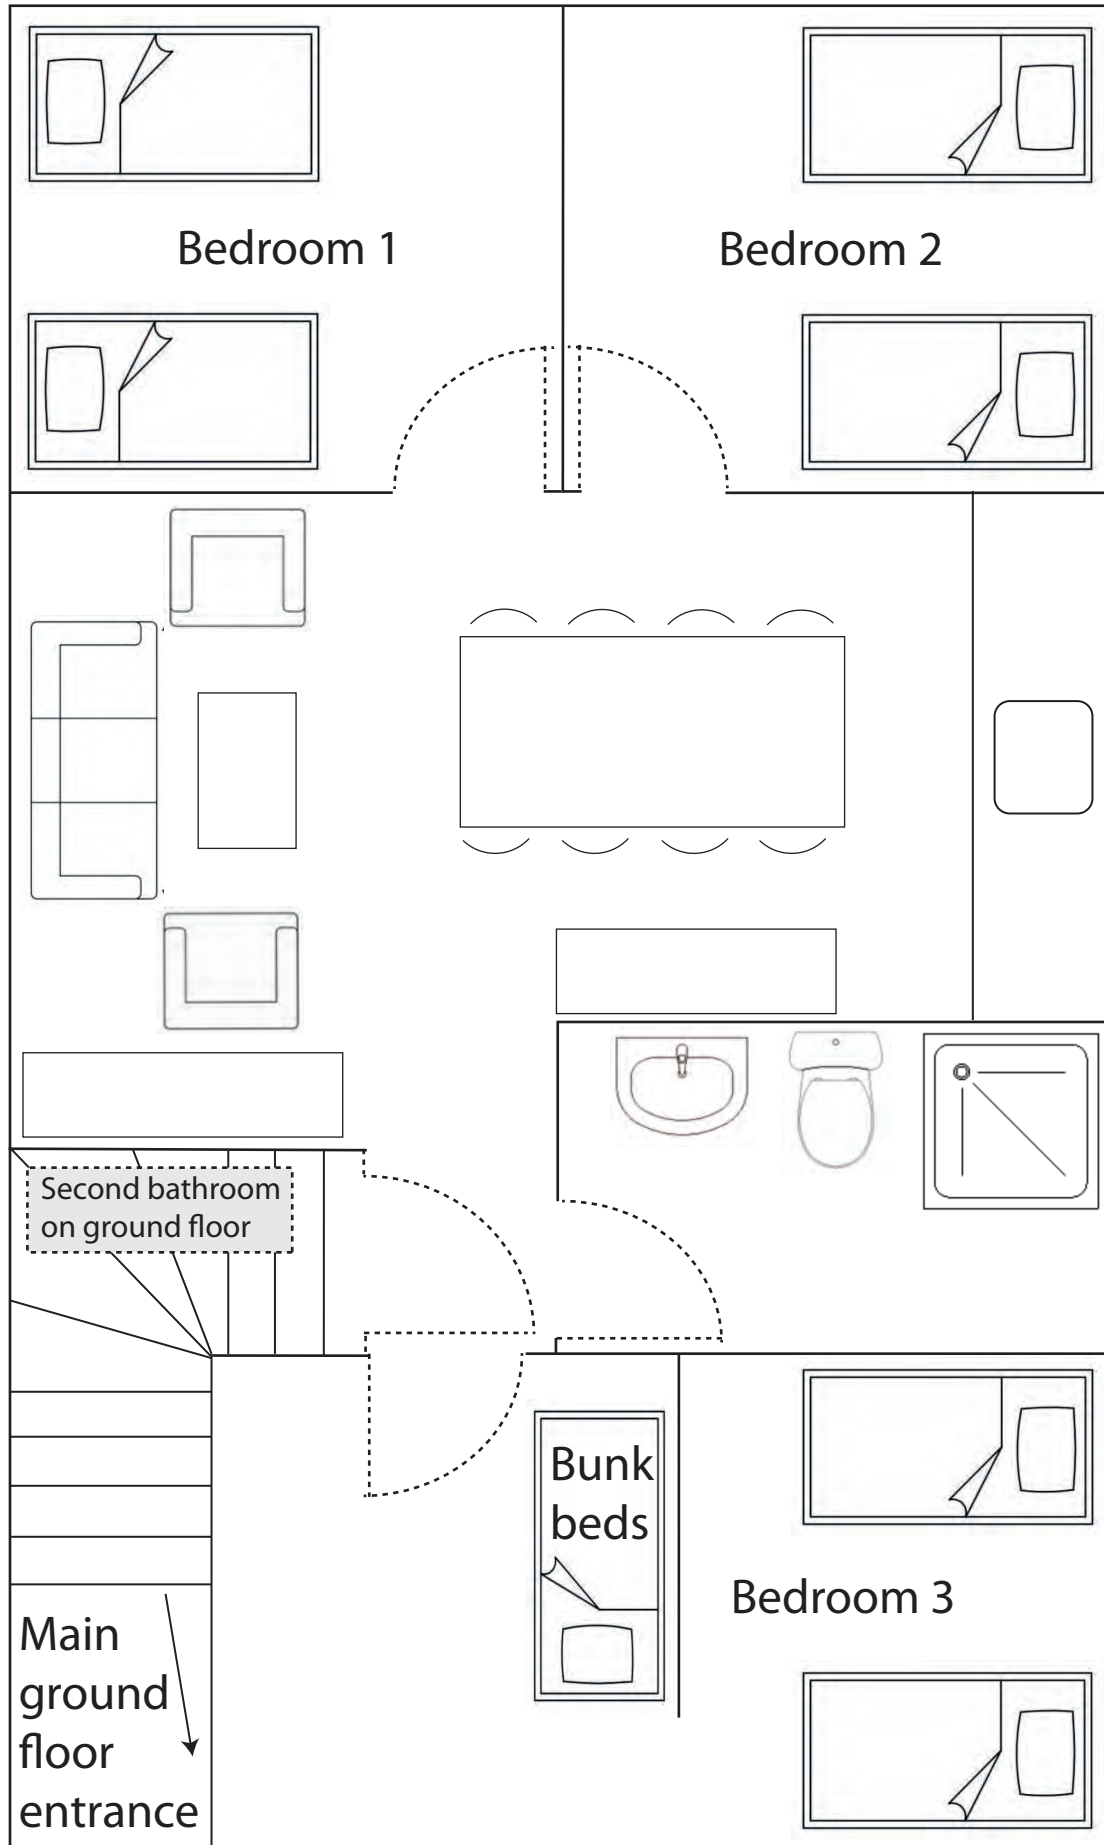 Bedroom 1
Bedroom 2
Second bathroom
on ground floor
Bunk
beds
Bedroom 3
Main
ground
floor
entrance